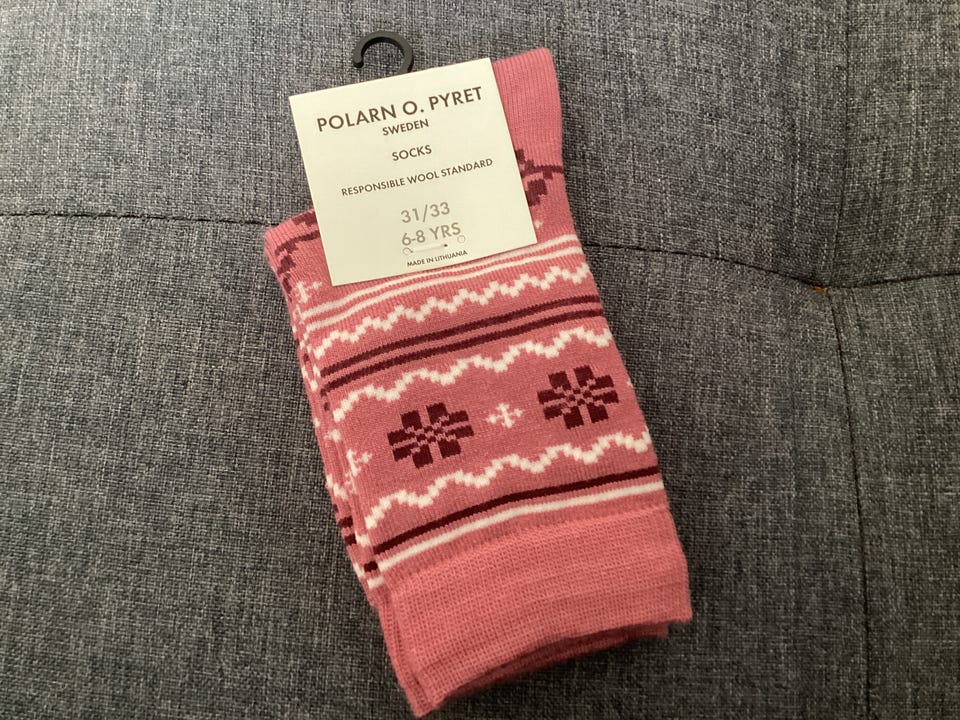 POLARN O. PYRET
SWEDEN
SOCKS
RESPONSIBLE WOOL STANDARD
31/33
6-8 YRS
MADE IN LITHUANIA